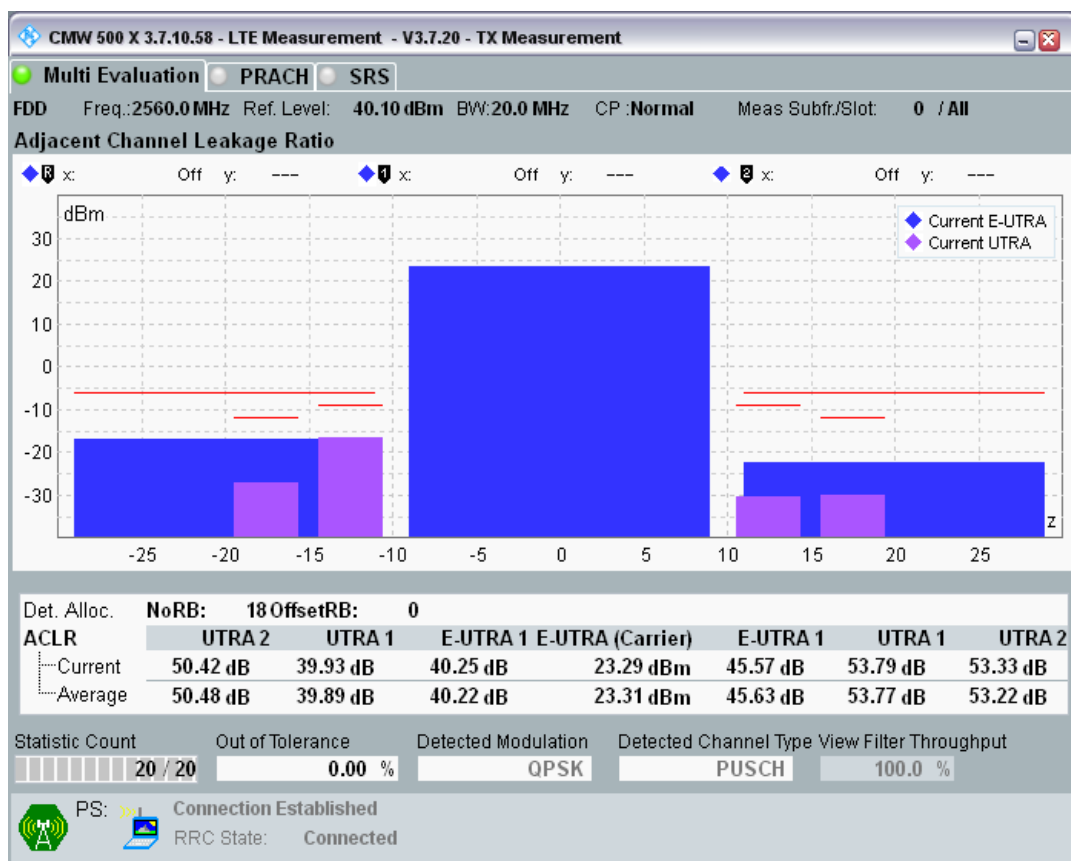 CMW 500 X 3.7.10.58 - LTE Measurement - V3.7.20 - TX Measurement
Multi Evaluation PRACH SRS
FDD Freq.:2560.0 MHz Ref. Level: 40.10 dBm BW:20.0 MHz CP :Normal Meas Subfr./Slot: 0 / All
Adjacent Channel Leakage Ratio
R x: Off y: --- 1 x: Off y: --- 2 x: Off y: ---
dBm
Current E-UTRA
Current UTRA
30
20
10
0
-10
-20
-30
z
-25 -20 -15 -10 -5 0 5 10 15 20 25
Det. Alloc. NoRB: 18 OffsetRB: 0
ACLR UTRA 2 UTRA 1 E-UTRA 1 E-UTRA (Carrier) E-UTRA 1 UTRA 1 UTRA 2
Current 50.42 dB 39.93 dB 40.25 dB 23.29 dBm 45.57 dB 53.79 dB 53.33 dB
Average 50.48 dB 39.89 dB 40.22 dB 23.31 dBm 45.63 dB 53.77 dB 53.22 dB
Statistic Count Out of Tolerance Detected Modulation Detected Channel Type View Filter Throughput
20 / 20 0.00 % QPSK PUSCH 100.0 %
PS: Connection Established
RRC State: Connected